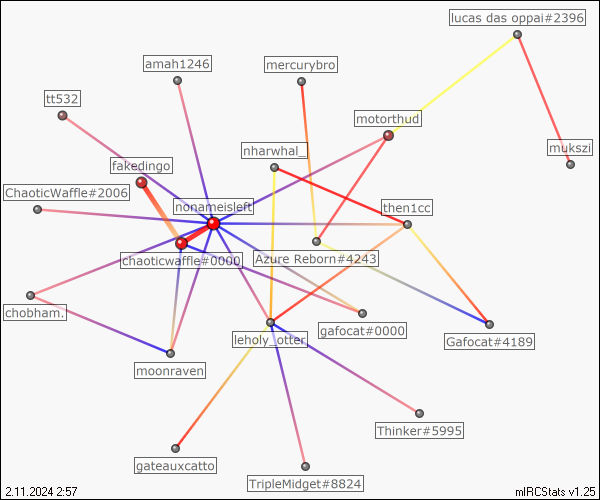 lucas das oppai#2396
amah1246
mercurybro
tt532
motorthud
nharwhal_
mukszi
fakedingo
ChaoticWaffle#2006
nonameisleft
then1cc
chaoticwaffle#0000
Azure Reborn#4243
chobham.
gafocat#0000
leholy_otter
Gafocat#4189
moonraven
Thinker#5995
gateauxcatto
TripleMidget#8824
2.11.2024 2:57
mIRCStats v1.25